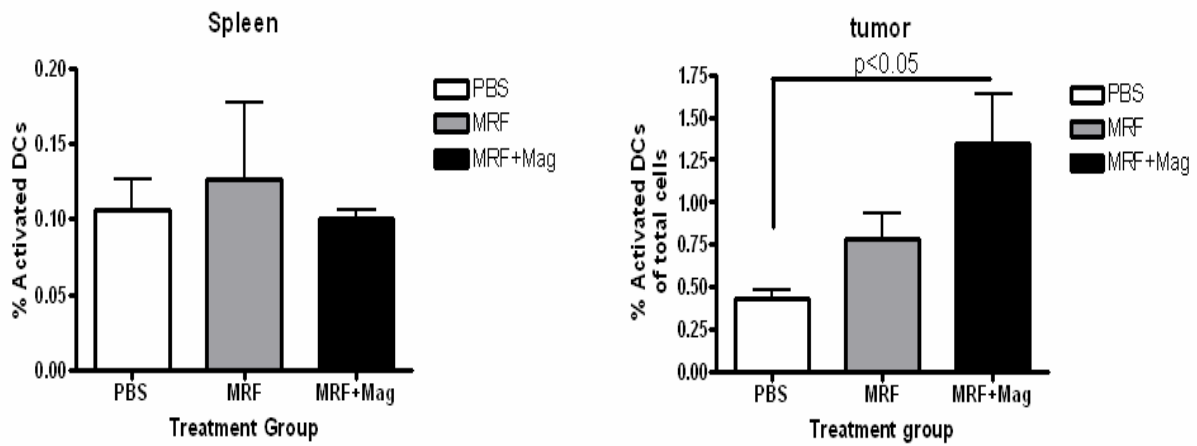 Spleen
% Activated DCs
0.20
0.15
0.10
0.05
0.00
PBS
MRF
MRF+Mag
Treatment Group
PBS
MRF
MRF+Mag
tumor
p<0.05
% Activated DCs
of total cells
1.75
1.50
1.25
1.00
0.75
0.50
0.25
0.00
PBS
MRF
MRF+Mag
Treatment group
PBS
MRF
MRF+Mag